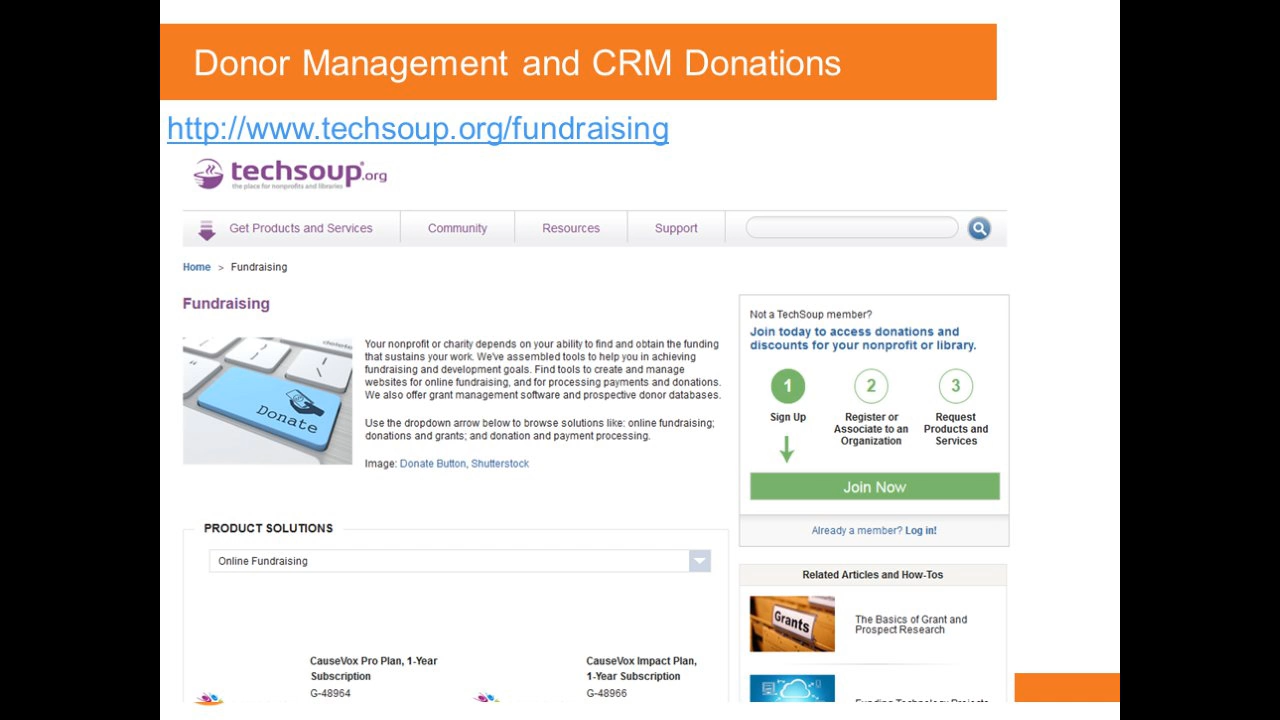 Donor Management and CRM Donations
http://www.techsoup.org/fundraising
techsoup.org
the place for nonprofits and libraries
Get Products and Services
Community
Resources
Support
Home > Fundraising
Fundraising
Donate
Your nonprofit or charity depends on your ability to find and obtain the funding
that sustains your work. We've assembled tools to help you in achieving
fundraising and development goals. Find tools to create and manage
websites for online fundraising, and for processing payments and donations.
We also offer grant management software and prospective donor databases.
Use the dropdown arrow below to browse solutions like: online fundraising;
donations and grants; and donation and payment processing.
Image: Donate Button, Shutterstock
Not a TechSoup member?
Join today to access donations and
discounts for your nonprofit or library.
1
2
3
Sign Up
Register or
Associate to an
Organization
Request
Products and
Services
Join Now
Already a member? Log in!
PRODUCT SOLUTIONS
Online Fundraising
CauseVox Pro Plan, 1-Year
Subscription
G-48964
CauseVox Impact Plan,
1-Year Subscription
G-48966
Related Articles and How-Tos
Grants
The Basics of Grant and
Prospect Research
Funding Technology Projects